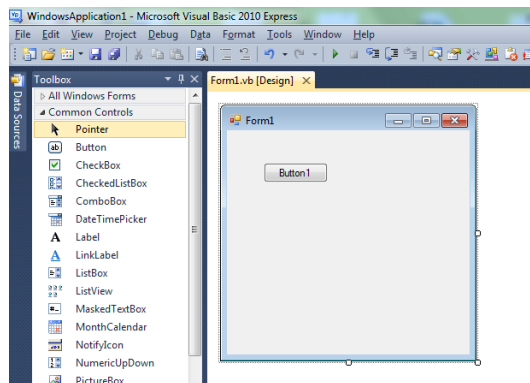 WindowsApplication1 - Microsoft Visual Basic 2010 Express
File Edit View Project Debug Data Format Tools Window Help
Data Sources
Toolbox
All Windows Forms
Common Controls
Pointer
Button
CheckBox
CheckedListBox
ComboBox
DateTimePicker
A Label
A LinkLabel
ListBox
ListView
MaskedTextBox
MonthCalendar
NotifyIcon
NumericUpDown
PictureBox
Form1.vb [Design]
Form1
Button1